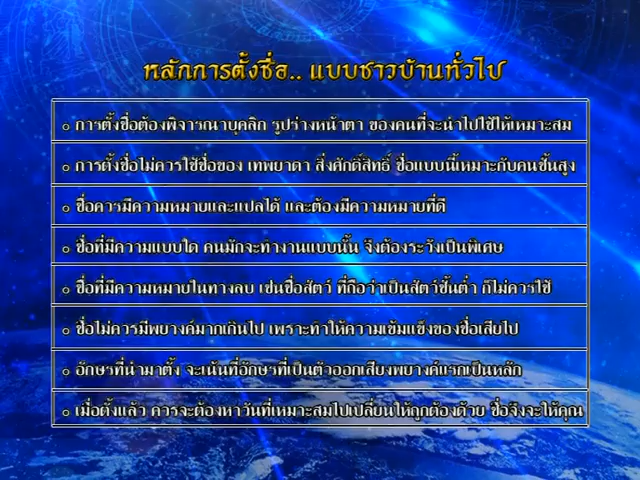 หลักการตั้งชื่อ.. แบบชาวบ้านทั่วไป
○ การตั้งชื่อต้องพิจารณาบุคลิก รูปร่างหน้าตา ของคนที่จะนำไปใช้ให้เหมาะสม
○ การตั้งชื่อไม่ควรใช้ชื่อของ เทพยาดา สิ่งศักดิ์สิทธิ์ ชื่อแบบนี้เหมาะกับคนชั้นสูง
○ ชื่อควรมีความหมายและแปลได้ และต้องมีความหมายที่ดี
○ ชื่อที่มีความแบบใด คนมักจะทำงานแบบนั้น จึงต้องระวังเป็นพิเศษ
○ ชื่อที่มีความหมายในทางลบ เช่นชื่อสัตว์ ที่ถือว่าเป็นสัตว์ชั้นต่ำ ก็ไม่ควรใช้
○ ชื่อไม่ควรมีพยางค์มากเกินไป เพราะทำให้ความเข้มแข็งของชื่อเสียไป
○ อักษรที่นำมาตั้ง จะเน้นที่อักษรที่เป็นตัวออกเสียงพยางค์แรกเป็นหลัก
○ เมื่อตั้งแล้ว ควรจะต้องหาวันที่เหมาะสมไปเปลี่ยนให้ถูกต้องด้วย ชื่อจึงจะให้คุณ